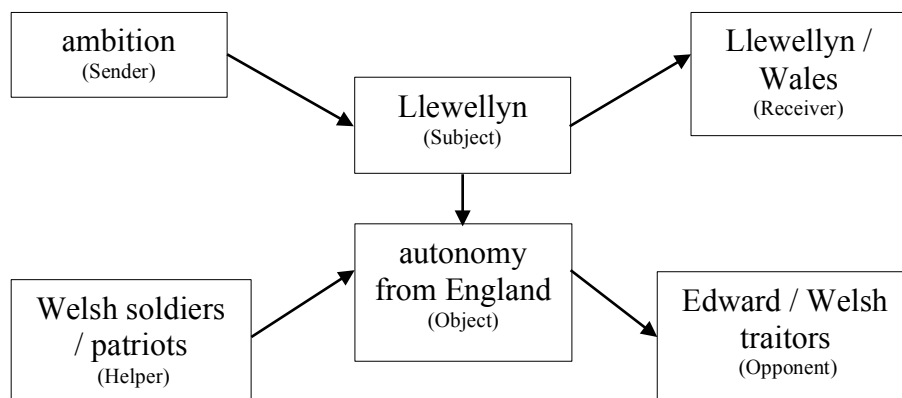 ambition
(Sender)
Llewellyn /
Wales
(Receiver)
Llewellyn
(Subject)
autonomy
from England
(Object)
Welsh soldiers
/ patriots
(Helper)
Edward / Welsh
traitors
(Opponent)